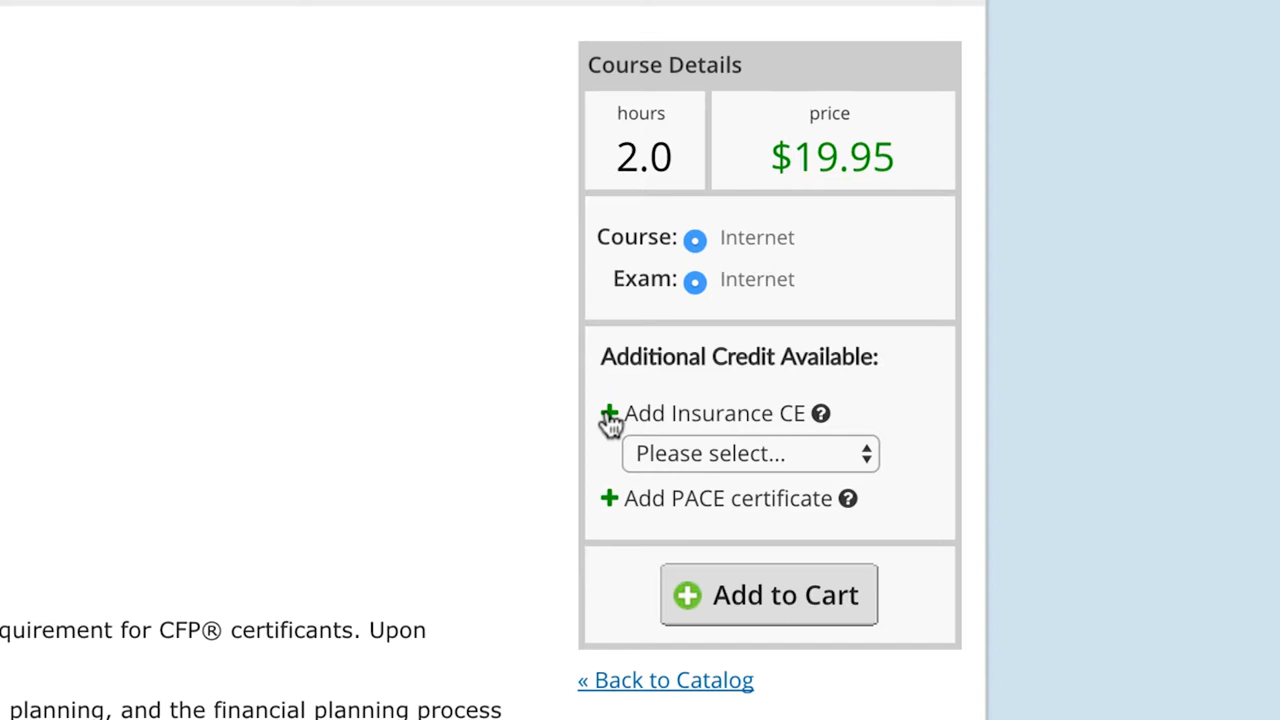 Course Details
hours
price
2.0
$19.95
Course: Internet
Exam: Internet
Additional Credit Available:
Add Insurance CE
Please select...
Add PACE certificate
Add to Cart
equirement for CFP® certificants. Upon
« Back to Catalog
planning, and the financial planning process